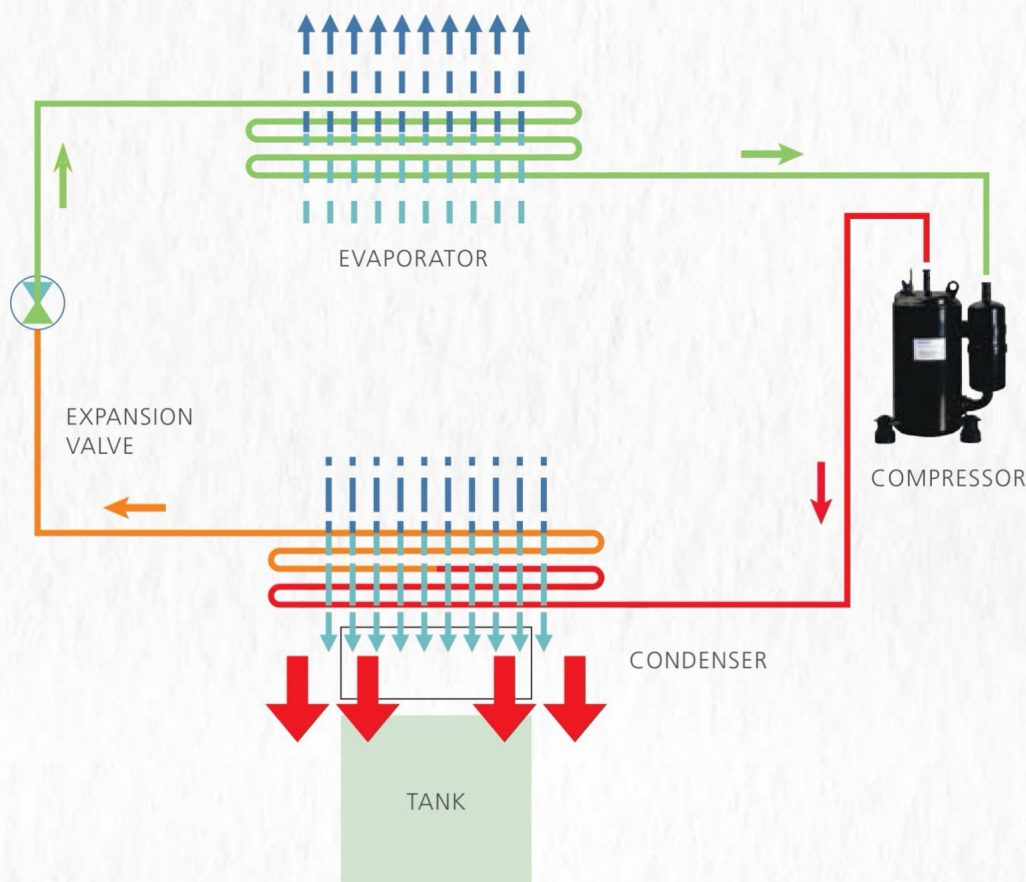 EVAPORATOR
EXPANSION
VALVE
COMPRESSOR
CONDENSER
TANK